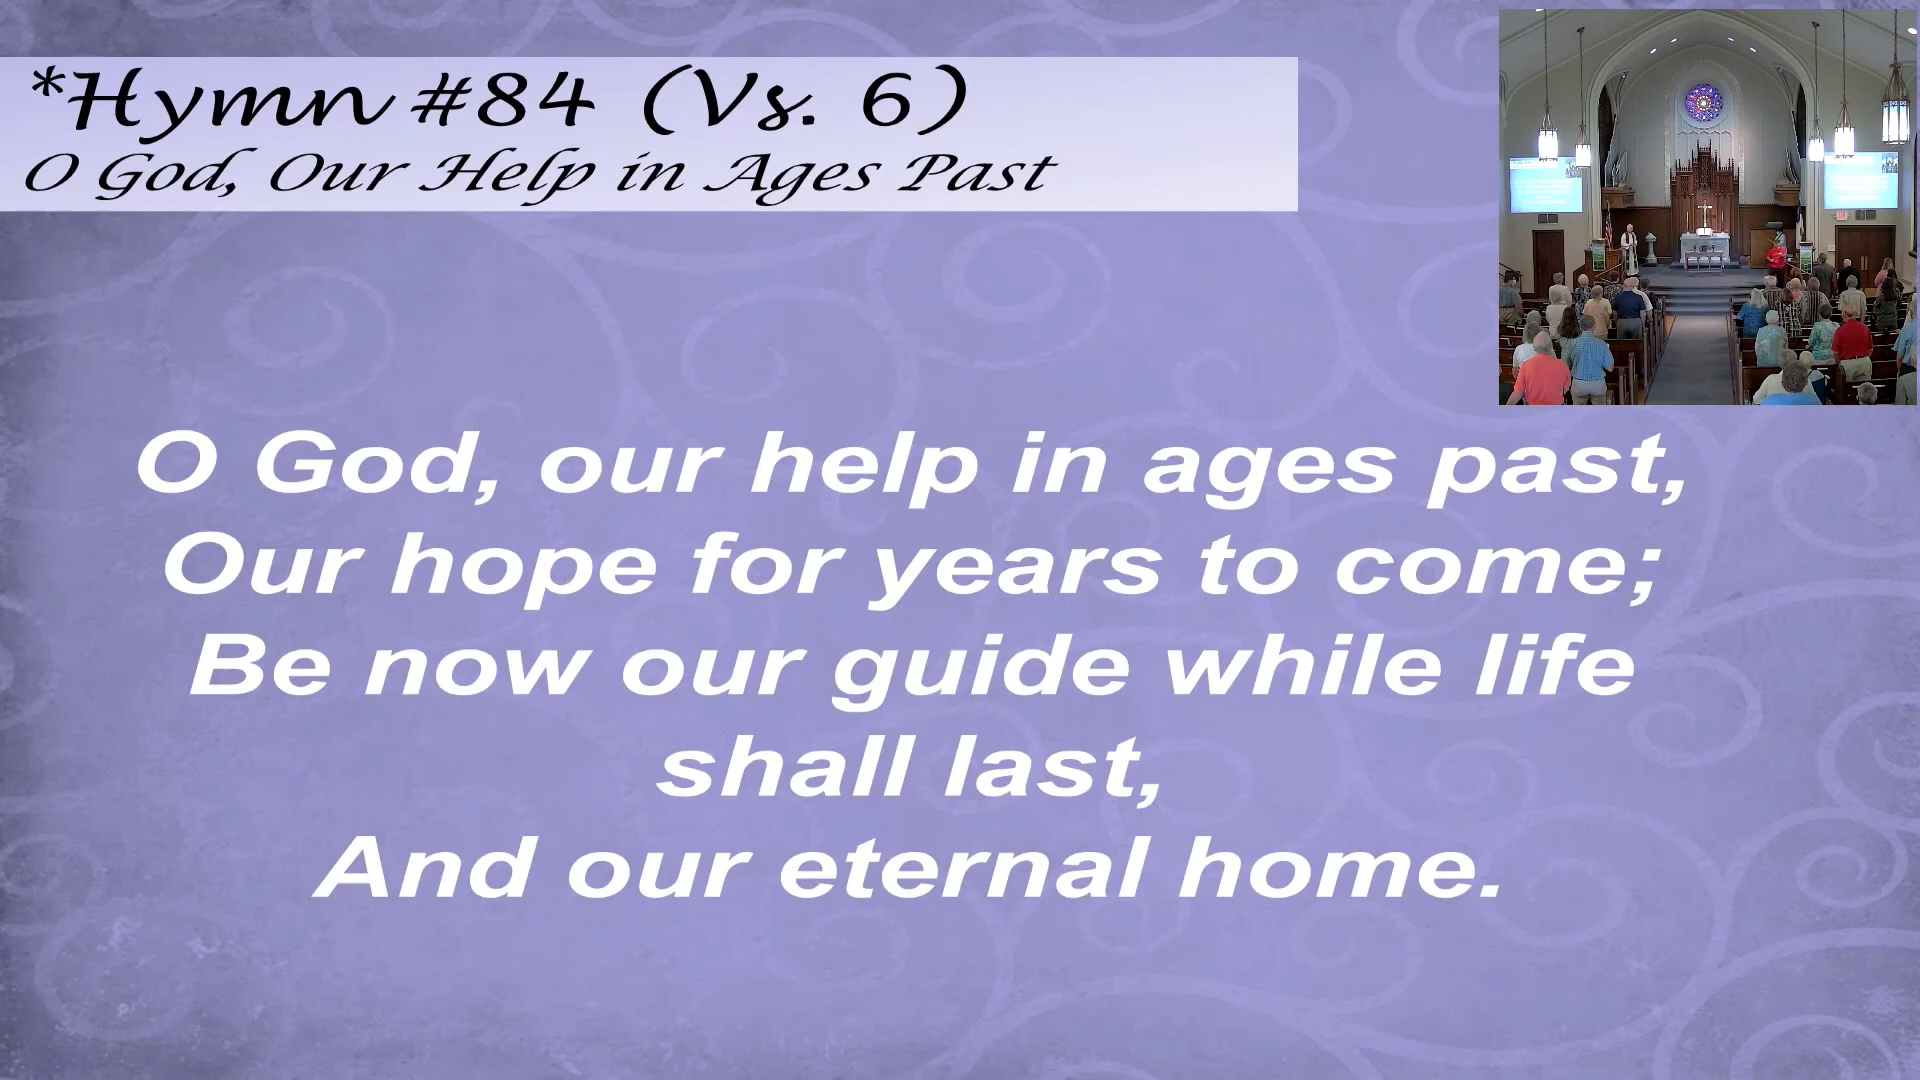 *Hymn #84 (Vs. 6)
O God, Our Help in Ages Past
O God, our help in ages past,
Our hope for years to come;
Be now our guide while life
shall last,
And our eternal home.